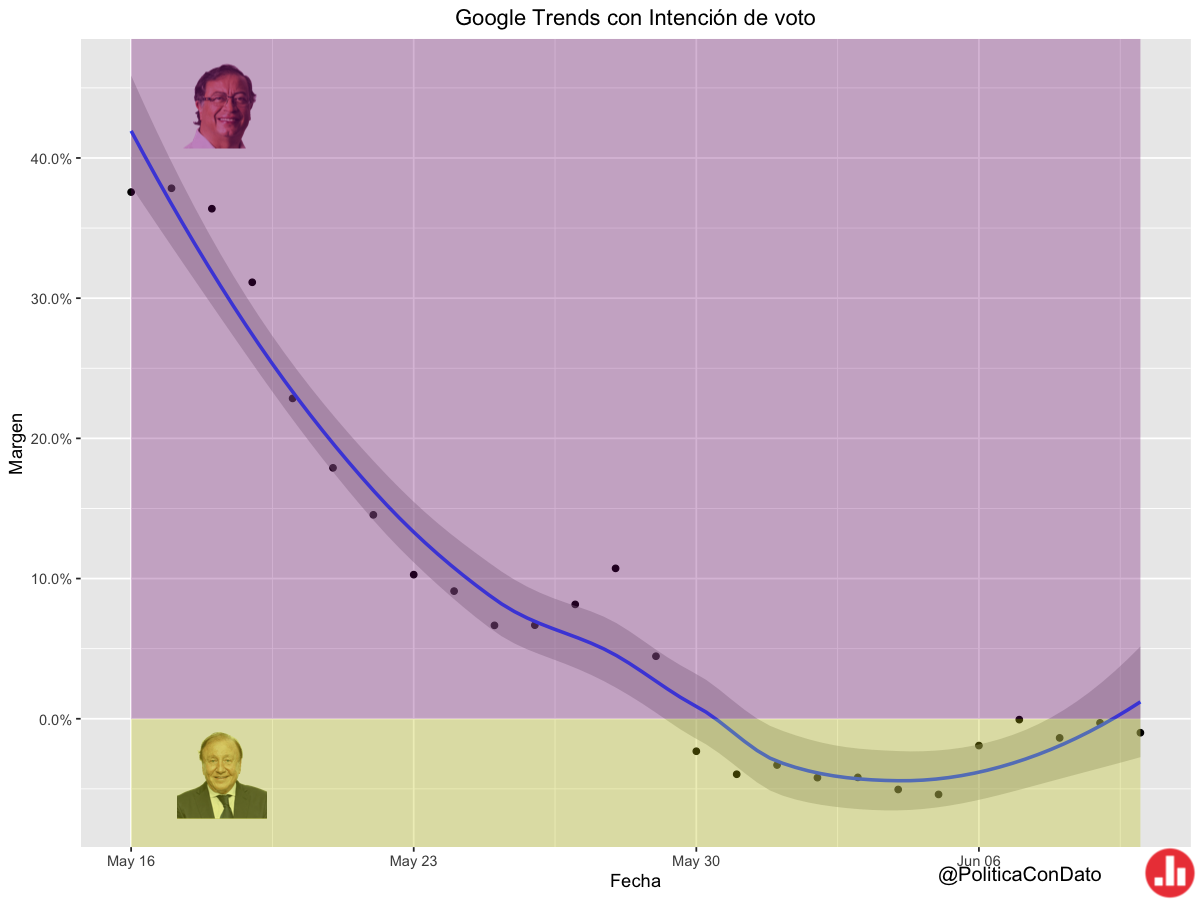 Google Trends con Intención de voto
40.0%
30.0%
20.0%
10.0%
0.0%
Margen
May 16
May 23
May 30
Jun 06
Fecha
@PoliticaConDato